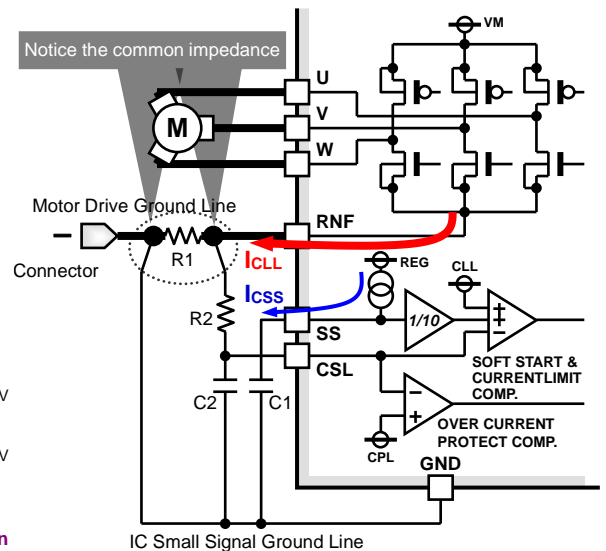 Notice the common impedance
VM
U
V
M
W
Motor Drive Ground Line
RNF
−
R1
Connector
ICLL
REG
CLL
ICSS
R2
SS
1/10
+
+
−
CSL
SOFT START &
CURRENTLIMIT
COMP.
V
C2
C1
−
+
OVER CURRENT
PROTECT COMP.
V
CPL
GND
n
IC Small Signal Ground Line